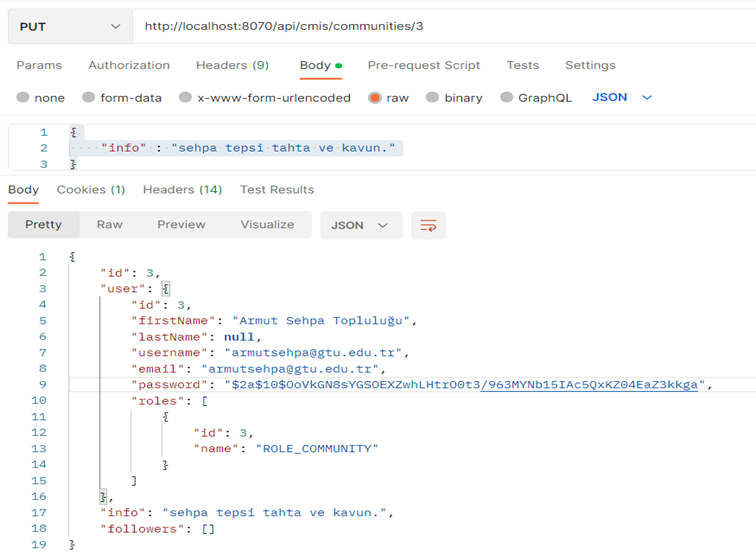 PUT http://localhost:8070/api/cmis/communities/3
Params Authorization Headers (9) Body Pre-request Script Tests Settings
none form-data x-www-form-urlencoded raw binary GraphQL JSON
1 {
2 "info" : "sehpa tepsi tahta ve kavun."
3 }
Body Cookies (1) Headers (14) Test Results
Pretty Raw Preview Visualize JSON
1 {
2 "id": 3,
3 "user": {
4 "id": 3,
5 "firstName": "Armut Sehpa Topluluğu",
6 "lastName": null,
7 "username": "armutsehpa@gtu.edu.tr",
8 "email": "armutsehpa@gtu.edu.tr",
9 "password": "$2a$10$OoVkGN8sYGSOEXZwhLHtrO0t3/963MYNb15IAc5QxKZ04EaZ3kkga",
10 "roles": [
11 {
12 "id": 3,
13 "name": "ROLE_COMMUNITY"
14 }
15 ]
16 },
17 "info": "sehpa tepsi tahta ve kavun.",
18 "followers": []
19 }